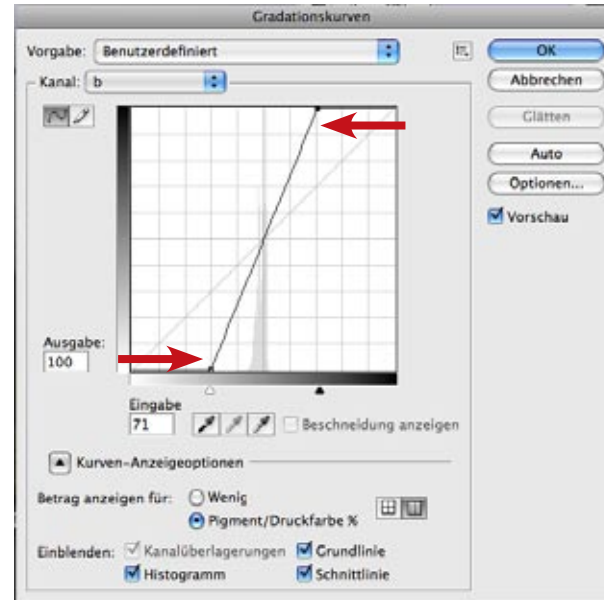 Gradationskurven
Vorgabe: Benutzerdefiniert
OK
Kanal: b
Abbrechen
Glätten
Auto
Optionen...
Vorschau
Ausgabe:
100
Eingabe
71
Beschneidung anzeigen
Kurven-Anzeigeoptionen
Betrag anzeigen für: Wenig
Pigment/Druckfarbe %
Einblenden: Kanalüberlagerungen Grundlinie
Histogramm Schnittlinie